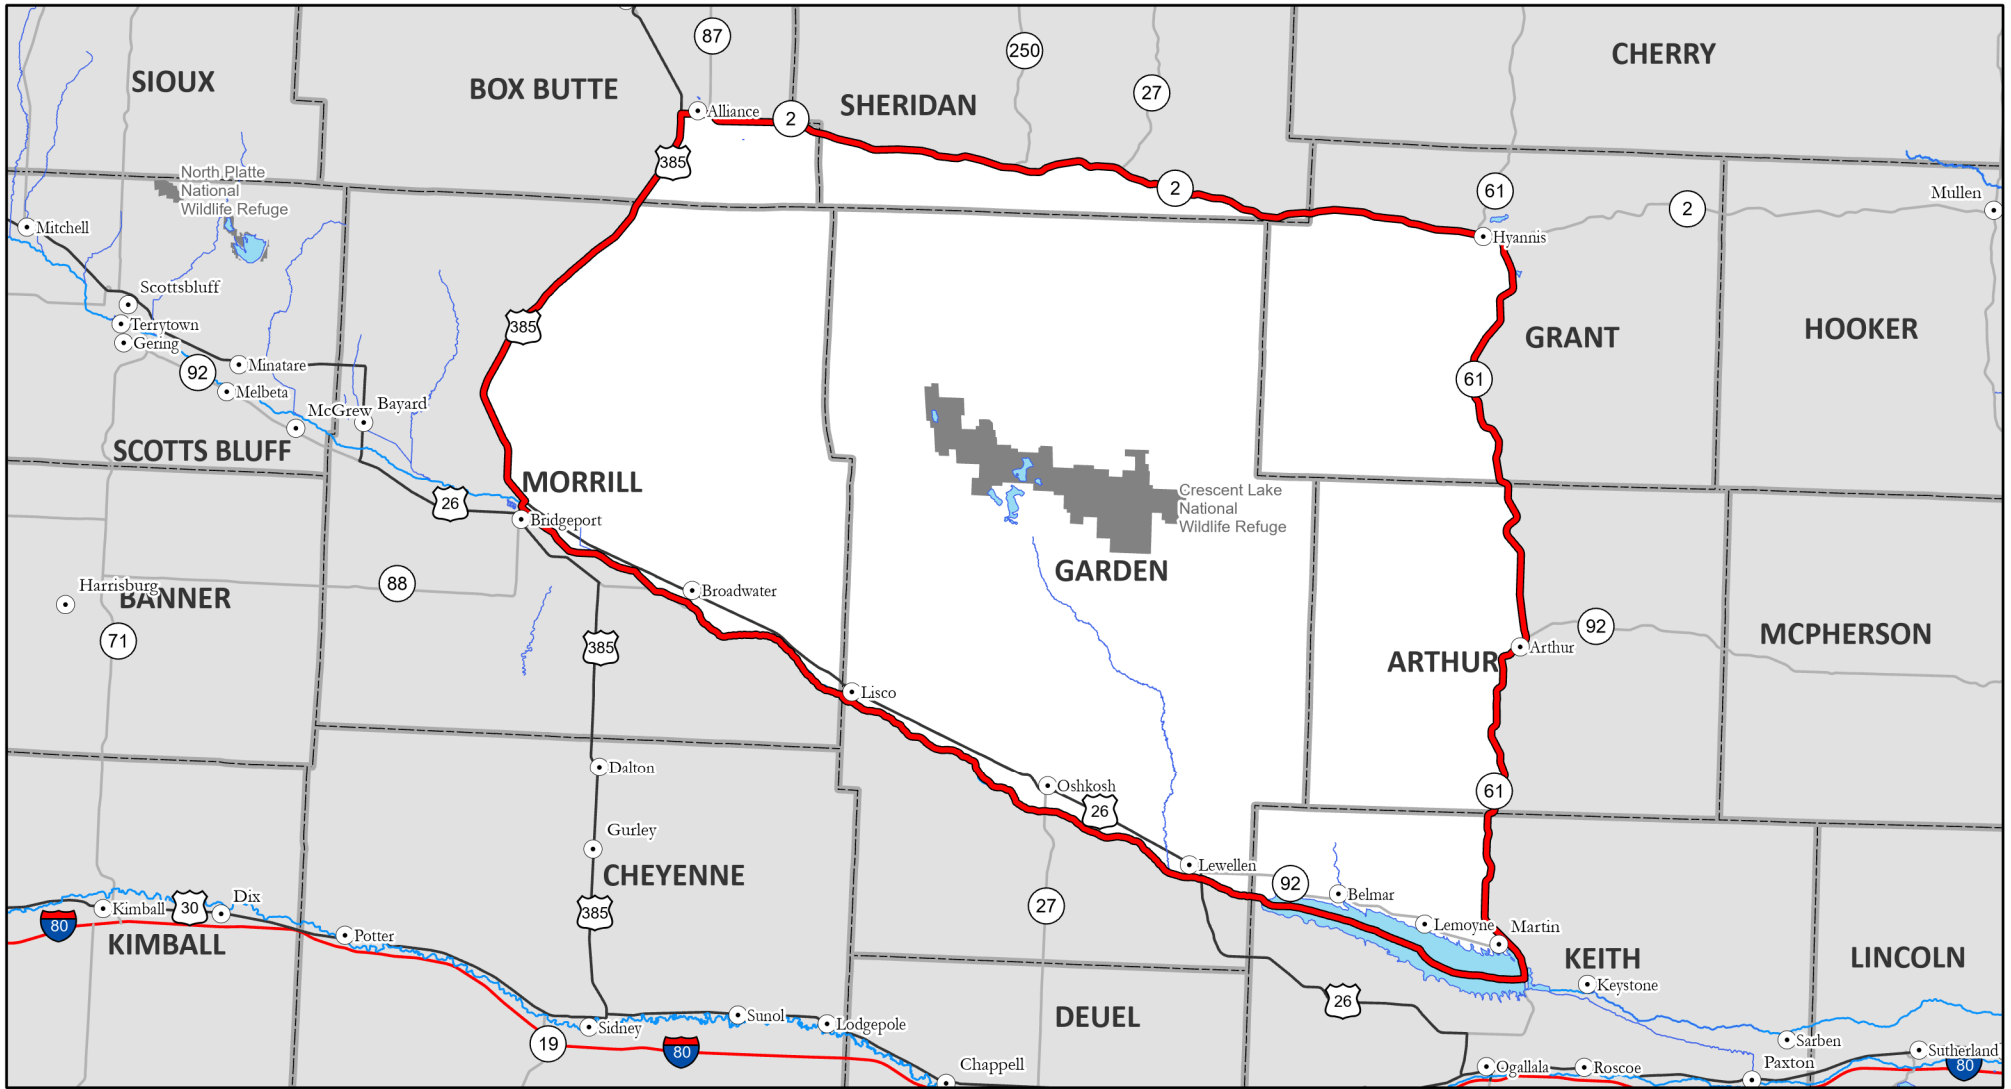 87
250
CHERRY
SIOUX
BOX BUTTE
27
SHERIDAN
Alliance
2
385
North Platte
National
Wildlife Refuge
2
61
2
Mullen
Mitchell
Hyannis
Scottsbluff
Terrytown
Gering
385
GRANT
HOOKER
92
Minatare
Melbeta
61
McGrew
Bayard
SCOTTS BLUFF
MORRILL
26
Bridgeport
Crescent Lake
National
Wildlife Refuge
GARDEN
Harrisburg
BANNER
88
Broadwater
71
385
92
MCPHERSON
ARTHUR
Arthur
Lisco
Dalton
Oshkosh
26
61
Gurley
CHEYENNE
Lewellen
92
Belmar
Kimball
30
Dix
80
KIMBALL
Potter
385
27
Lemoyne
Martin
KEITH
LINCOLN
Keystone
DEUEL
26
Sidney
Sunol
Lodgepole
19
80
Chappell
Sarben
Ogallala
Roscoe
Paxton
Sutherland
80